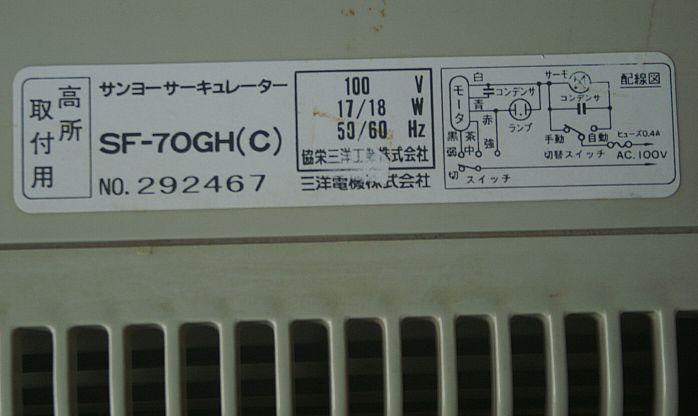 高所
取付用
サンヨーサーキュレーター
SF-70GH(C)
NO. 292467
100 V
17/18 W
50/60 Hz
協栄三洋工業株式会社
三洋電機株式会社
配線図
白
コンデンサ
サーモ
モータ
青
赤
ランプ
コンデンサ
黒
茶
弱
中
強
手動
自動
ヒューズ0.4A
切替スイッチ
AC.100V
切
スイッチ